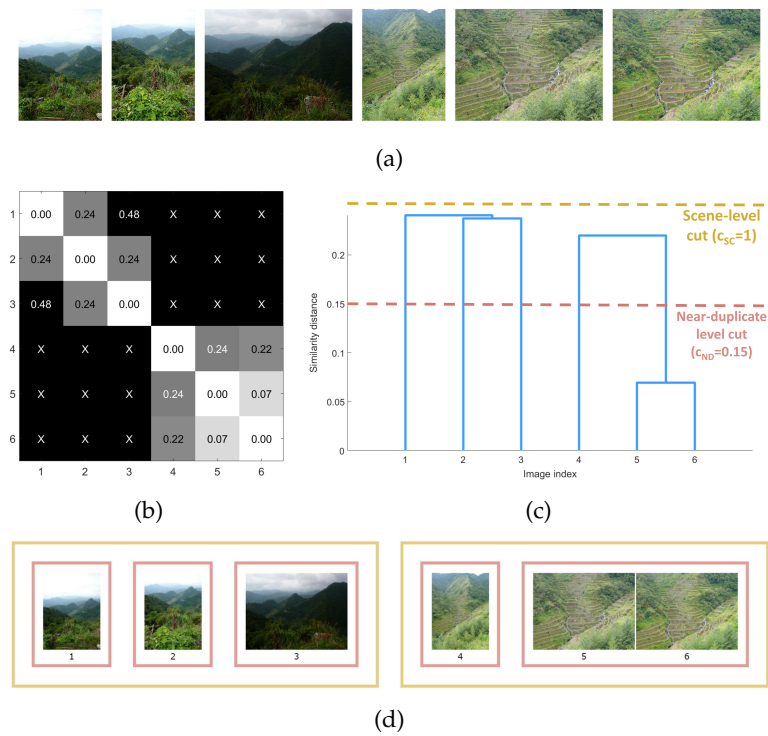 (a)
1 0.00 0.24 0.48 X X X
2 0.24 0.00 0.24 X X X
3 0.48 0.24 0.00 X X X
4 X X X 0.00 0.24 0.22
5 X X X 0.24 0.00 0.07
6 X X X 0.22 0.07 0.00
1 2 3 4 5 6
(b)
Scene-level
cut (cSC=1)
Near-duplicate
level cut
(cND=0.15)
Similarity distance
0.2
0.15
0.1
0.05
0
1 2 3 4 5 6
Image index
(c)
1 2 3 4 5 6
(d)